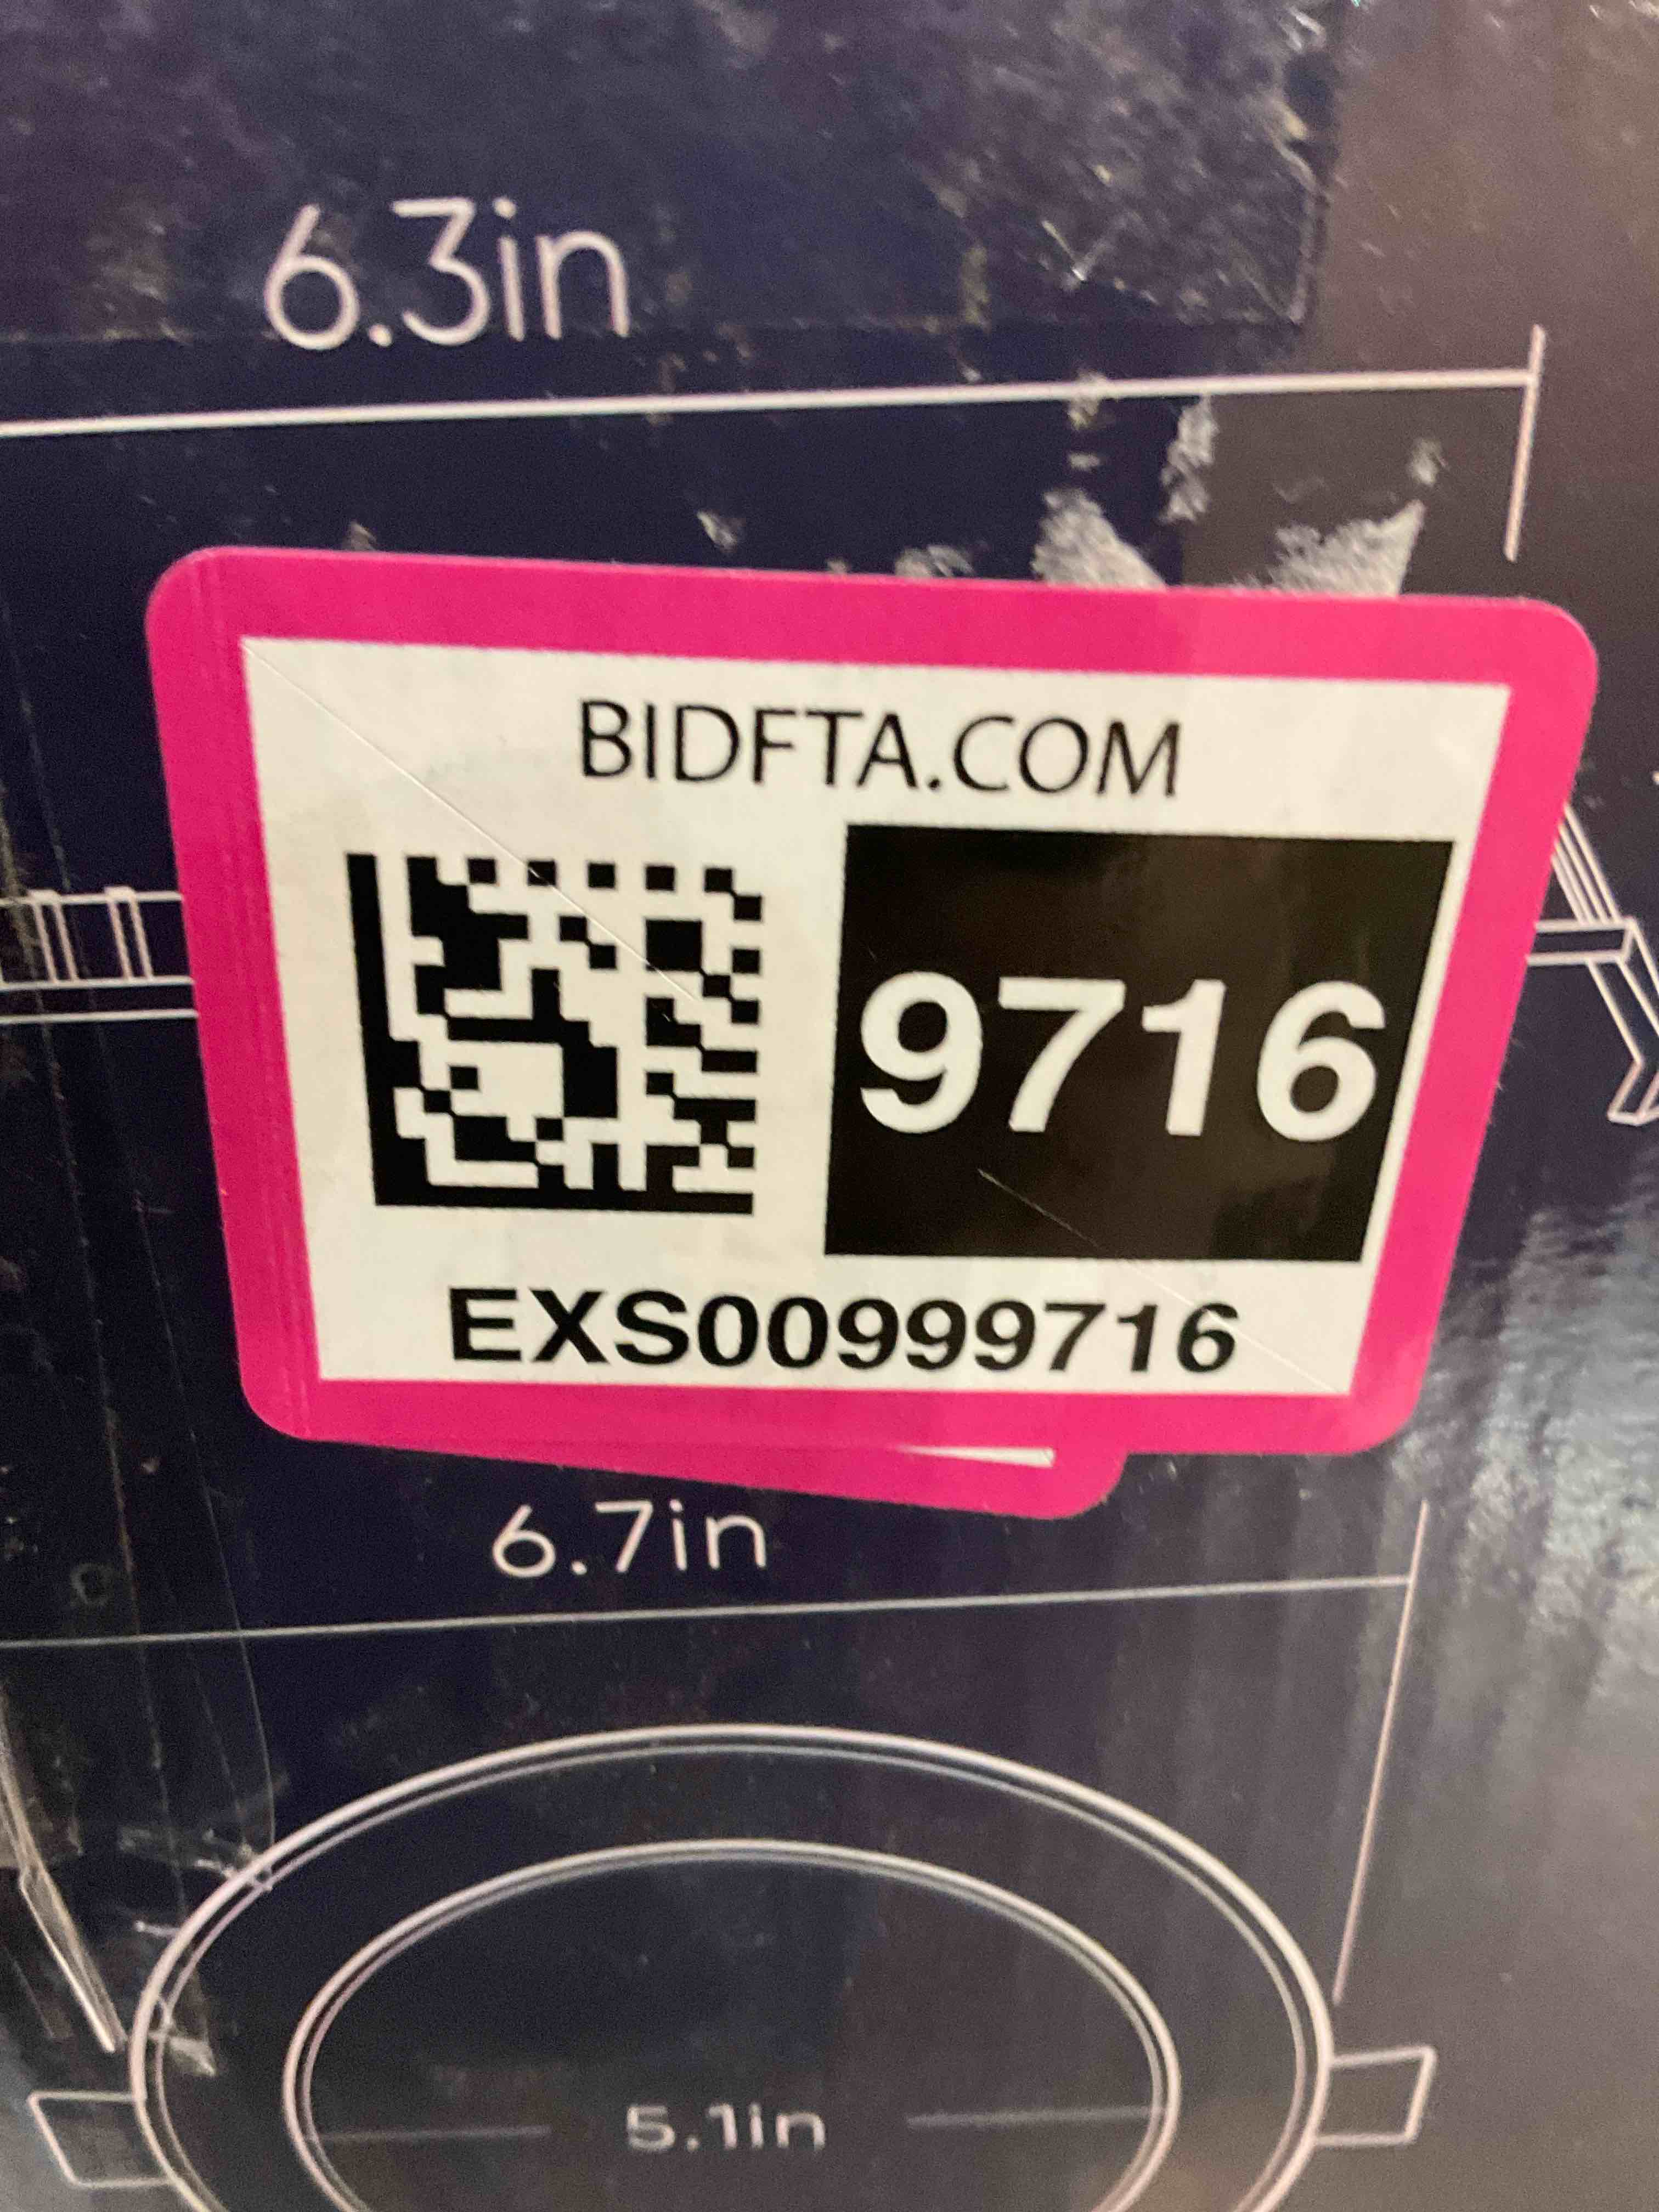 6.3in
BIDFTA.COM
9716
EXS00999716
6.7in
5.1in